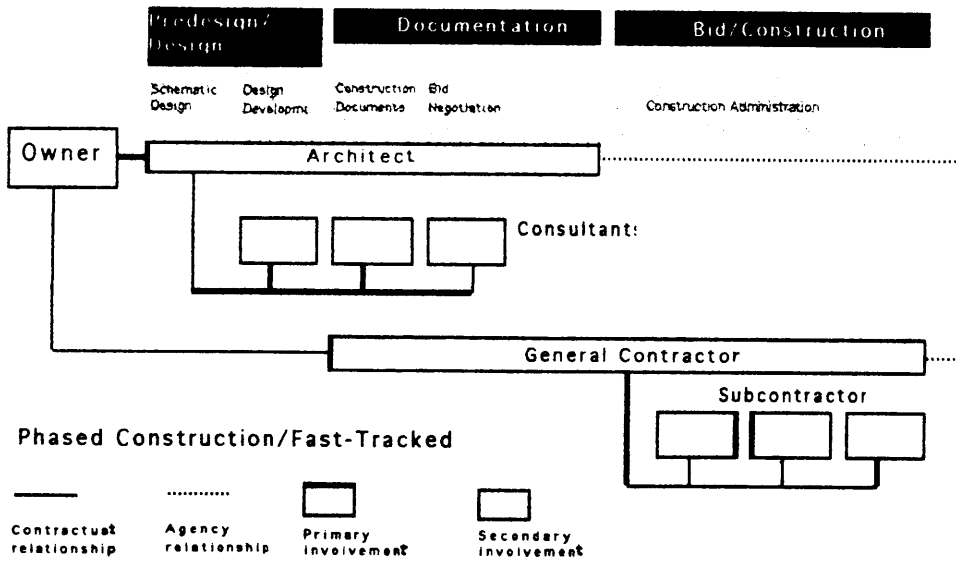 Predesign/
Design
Documentation
Bid/Construction
Schematic
Design
Design
Developme
Construction
Documents
Bid
Negotiation
Construction Administration
Owner
Architect
Consultants
General Contractor
Subcontractor
Phased Construction/Fast-Tracked
Contractual
relationship
Agency
relationship
Primary
involvement
Secondary
involvement